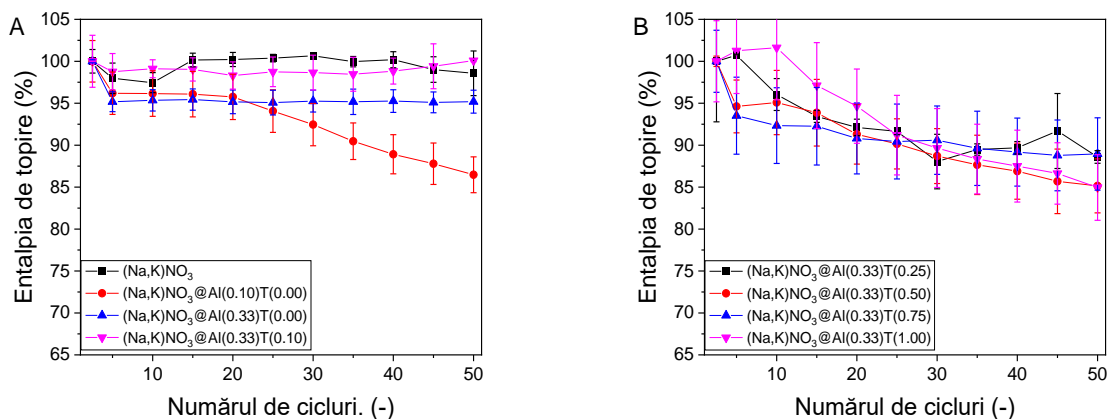 A
Entalpia de topire (%)
105
100
95
90
85
80
75
70
65
(Na,K)NO₃
(Na,K)NO₃@Al(0.10)T(0.00)
(Na,K)NO₃@Al(0.33)T(0.00)
(Na,K)NO₃@Al(0.33)T(0.10)
10 20 30 40 50
Numărul de cicluri. (-)
B
Entalpia de topire (%)
105
100
95
90
85
80
75
70
65
(Na,K)NO₃@Al(0.33)T(0.25)
(Na,K)NO₃@Al(0.33)T(0.50)
(Na,K)NO₃@Al(0.33)T(0.75)
(Na,K)NO₃@Al(0.33)T(1.00)
10 20 30 40 50
Numărul de cicluri (-)